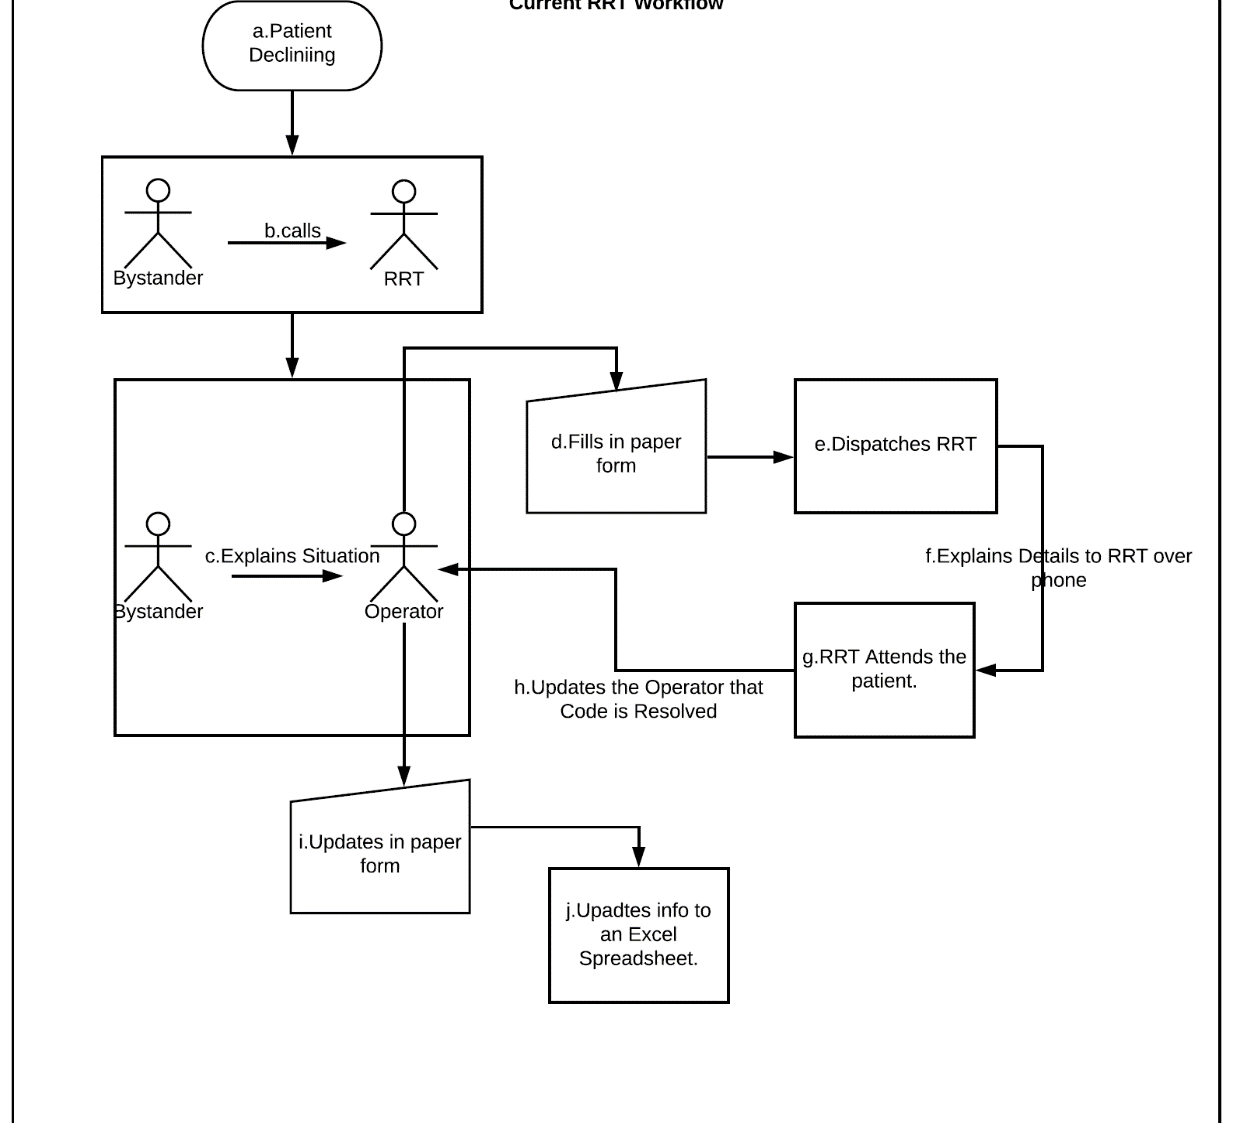 Current RRT Workflow
a.Patient
Decliniing
b.calls
Bystander
RRT
d.Fills in paper
form
e.Dispatches RRT
c.Explains Situation
f.Explains Details to RRT over
phone
Bystander
Operator
g.RRT Attends the
patient.
h.Updates the Operator that
Code is Resolved
i.Updates in paper
form
j.Upadtes info to
an Excel
Spreadsheet.